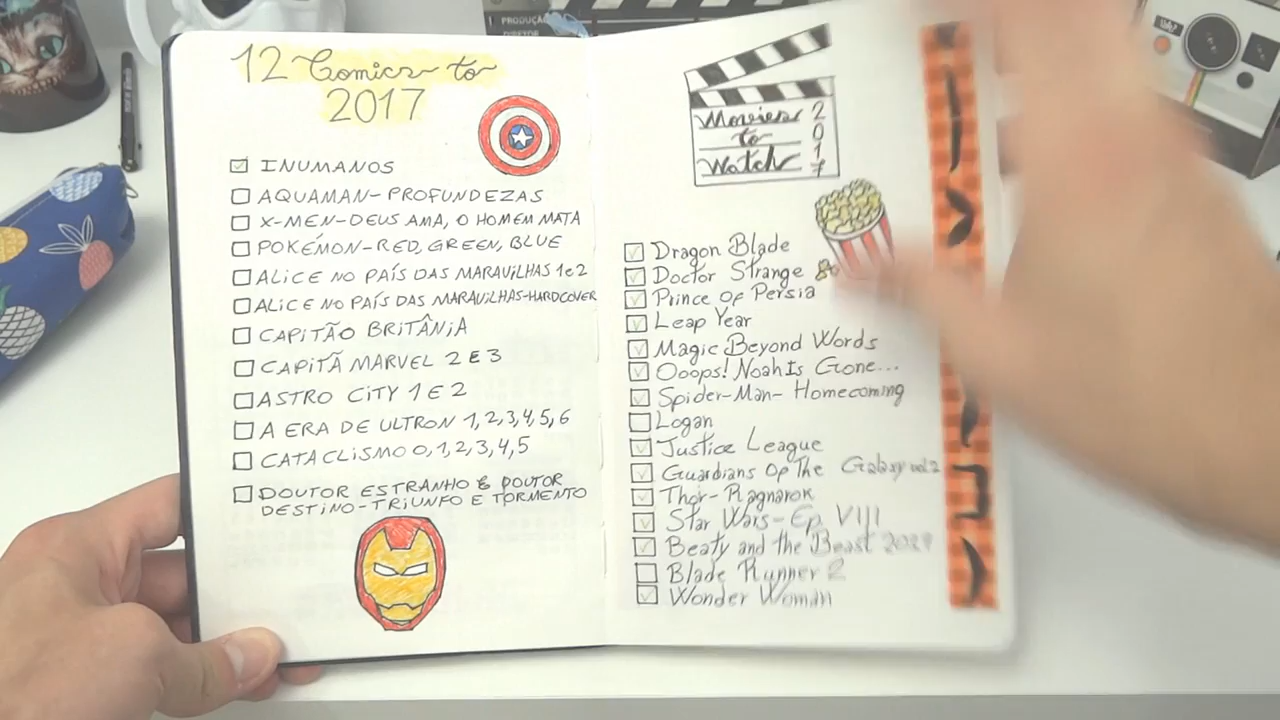 PRODUÇÃO
DIRETOR
12 Comics to
2017
INUMANOS
AQUAMAN-PROFUNDEZAS
X-MEN-DEUS AMA, O HOMEM MATA
POKÉMON-RED, GREEN, BLUE
ALICE NO PAÍS DAS MARAVILHAS 1 e 2
ALICE NO PAÍS DAS MARAVILHAS-HARDCOVER
CAPITÃO BRITÂNIA
CAPITÃ MARVEL 2 E 3
ASTRO CITY 1 E 2
A ERA DE ULTRON 1,2,3,4,5,6
CATACLISMO 0,1,2,3,4,5
DOUTOR ESTRANHO & DOUTOR
DESTINO-TRIUNFO E TORMENTO
Movies
to
Watch
2017
Dragon Blade
Doctor Strange
Prince Of Persia
Leap Year
Magic Beyond Words
Ooops! Noah Is Gone...
Spider-Man- Homecoming
Logan
Justice League
Guardians Of The Galaxy vol.2
Thor- Ragnarok
Star Wars- Ep. VIII
Beaty and the Beast
Blade Runner 2
Wonder Woman